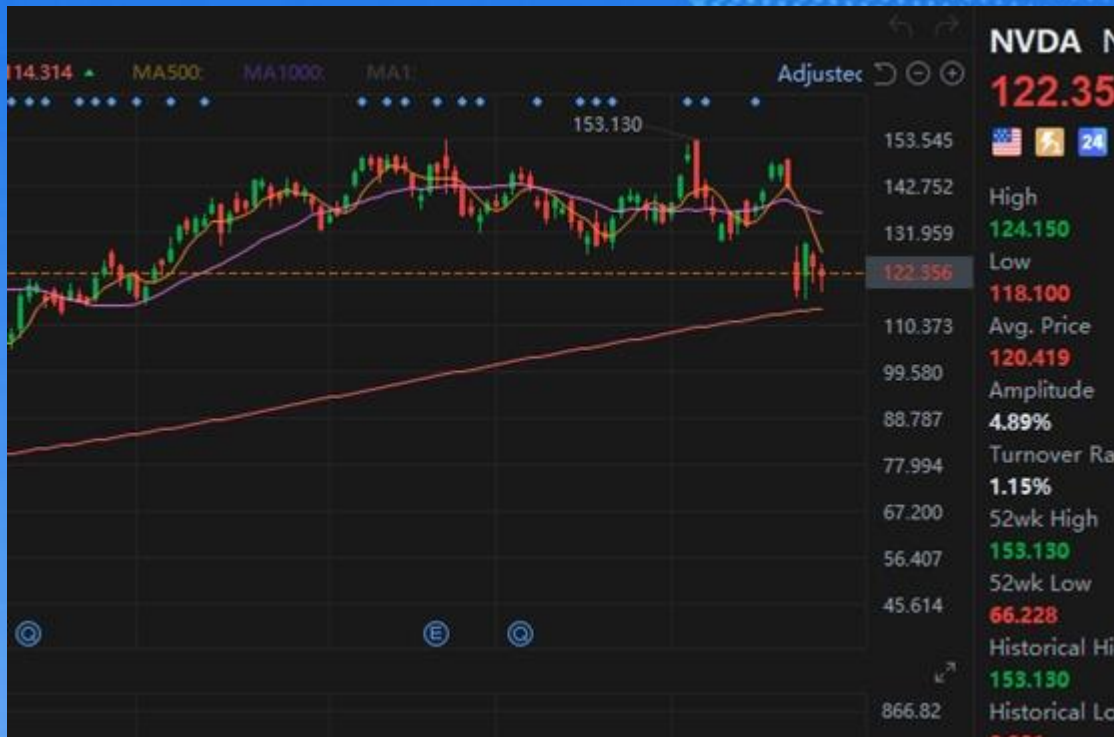 114.314 MA500: MA1000: MA1:
Adjusted
153.130
153.545
142.752
131.959
122.356
110.373
99.580
88.787
77.994
67.200
56.407
45.614
866.82
Q
E
Q
NVDA N
122.35
24
High
124.150
Low
118.100
Avg. Price
120.419
Amplitude
4.89%
Turnover Ra
1.15%
52wk High
153.130
52wk Low
66.228
Historical Hi
153.130
Historical Lo